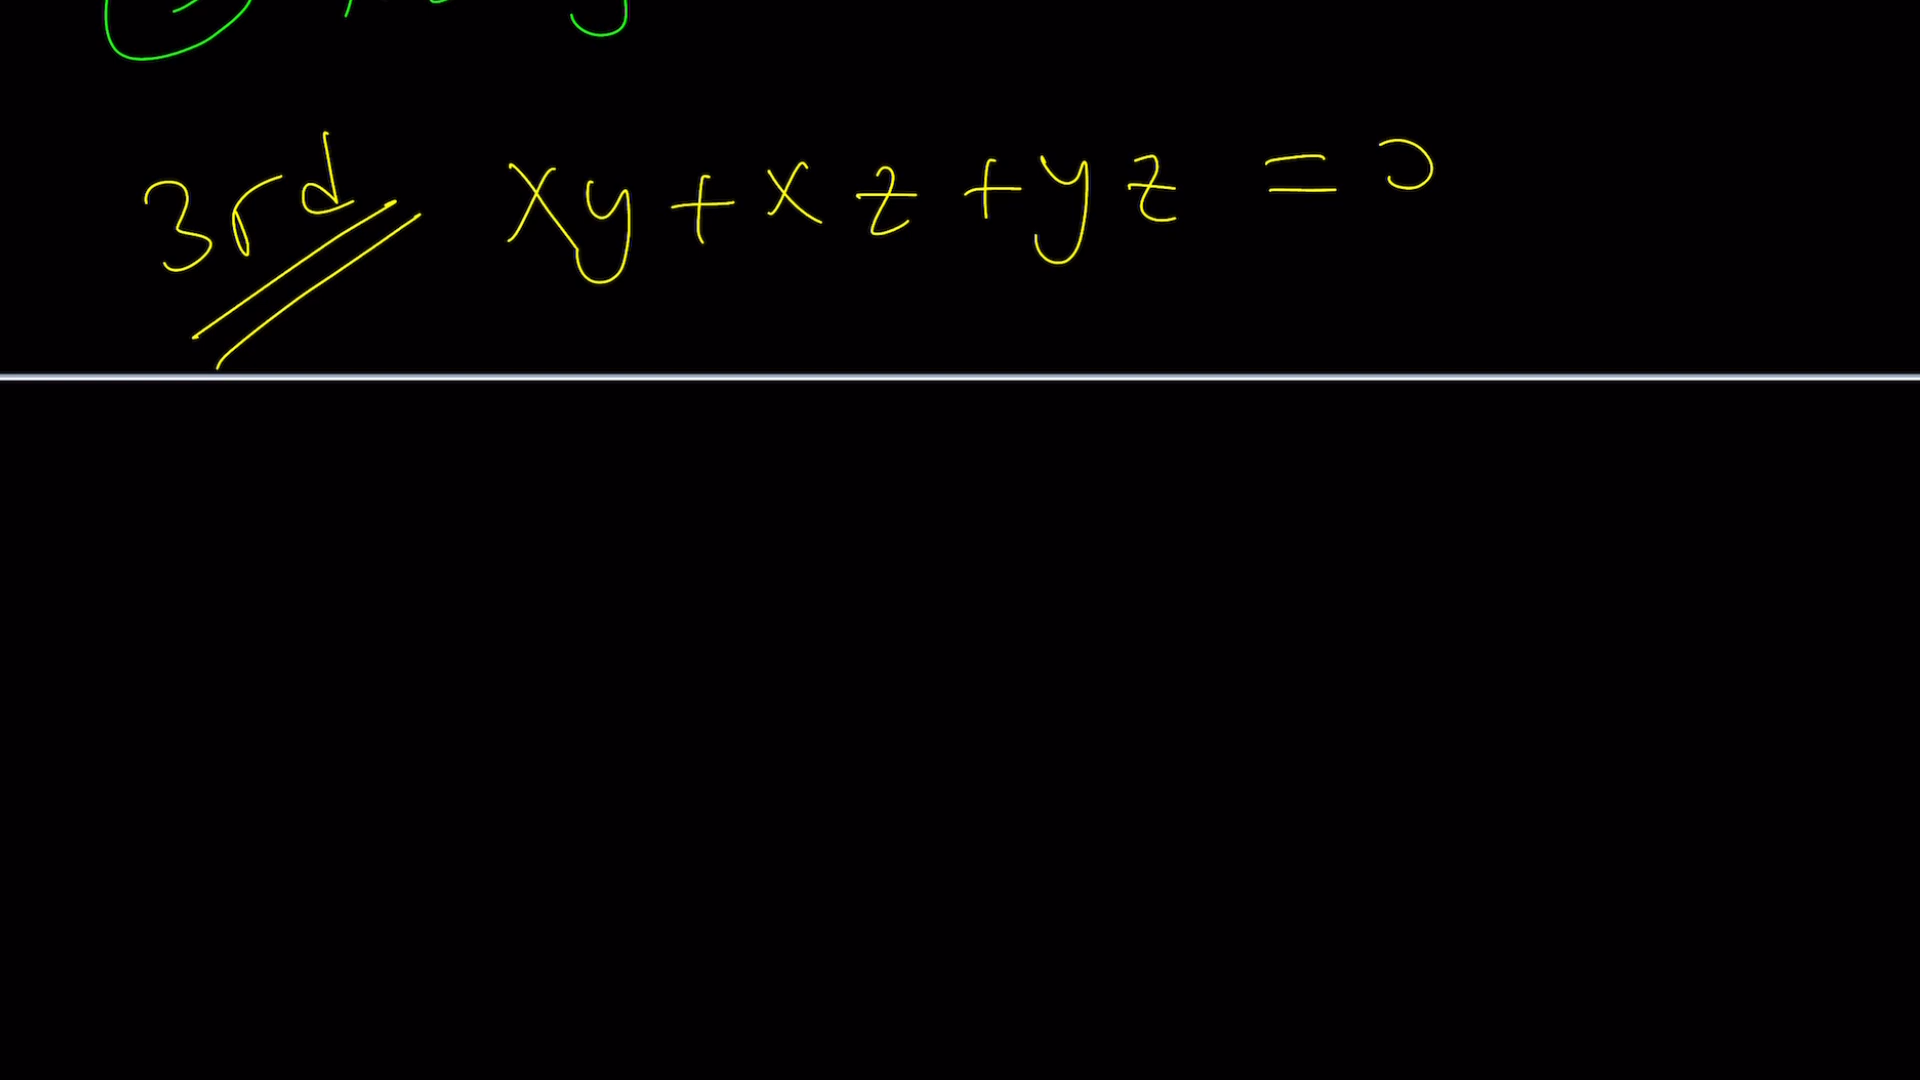 3rd xy + xz + yz = 0